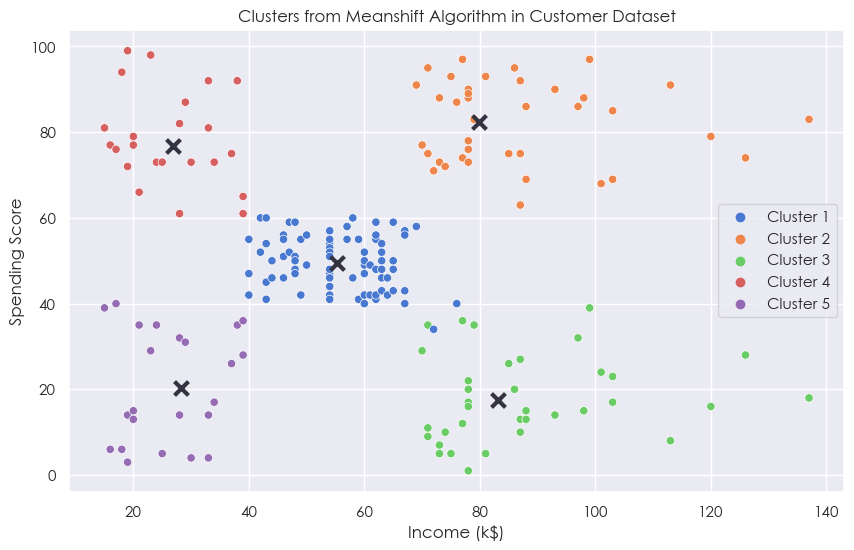 Clusters from Meanshift Algorithm in Customer Dataset
100
80
60
40
20
0
Spending Score
Cluster 1
Cluster 2
Cluster 3
Cluster 4
Cluster 5
20 40 60 80 100 120 140
Income (k$)